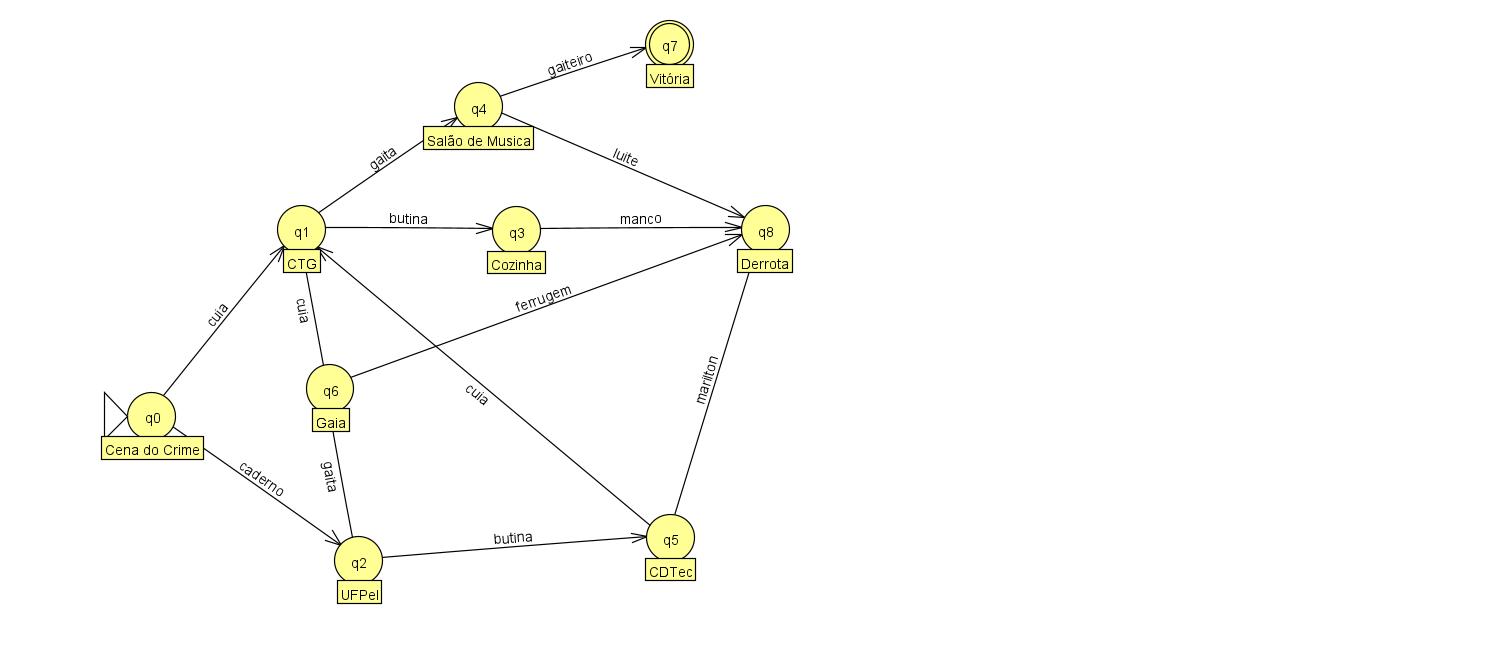 q7
Vitória
gaiteiro
q4
Salão de Musica
gaita
luite
q1
CTG
butina
q3
Cozinha
manco
q8
Derrota
cuia
cuia
ferrugem
q6
Gaia
cuia
marilton
q0
Cena do Crime
caderno
gaita
q2
UFPel
butina
q5
CDTec